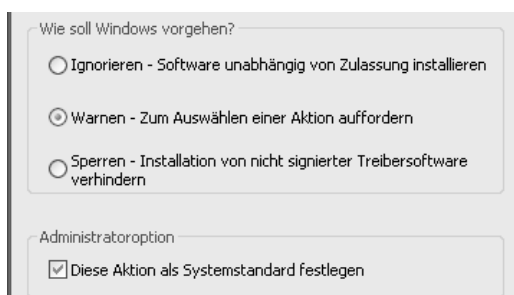 Wie soll Windows vorgehen?
Ignorieren - Software unabhängig von Zulassung installieren
Warnen - Zum Auswählen einer Aktion auffordern
Sperren - Installation von nicht signierter Treibersoftware
verhindern
Administratoroption
Diese Aktion als Systemstandard festlegen